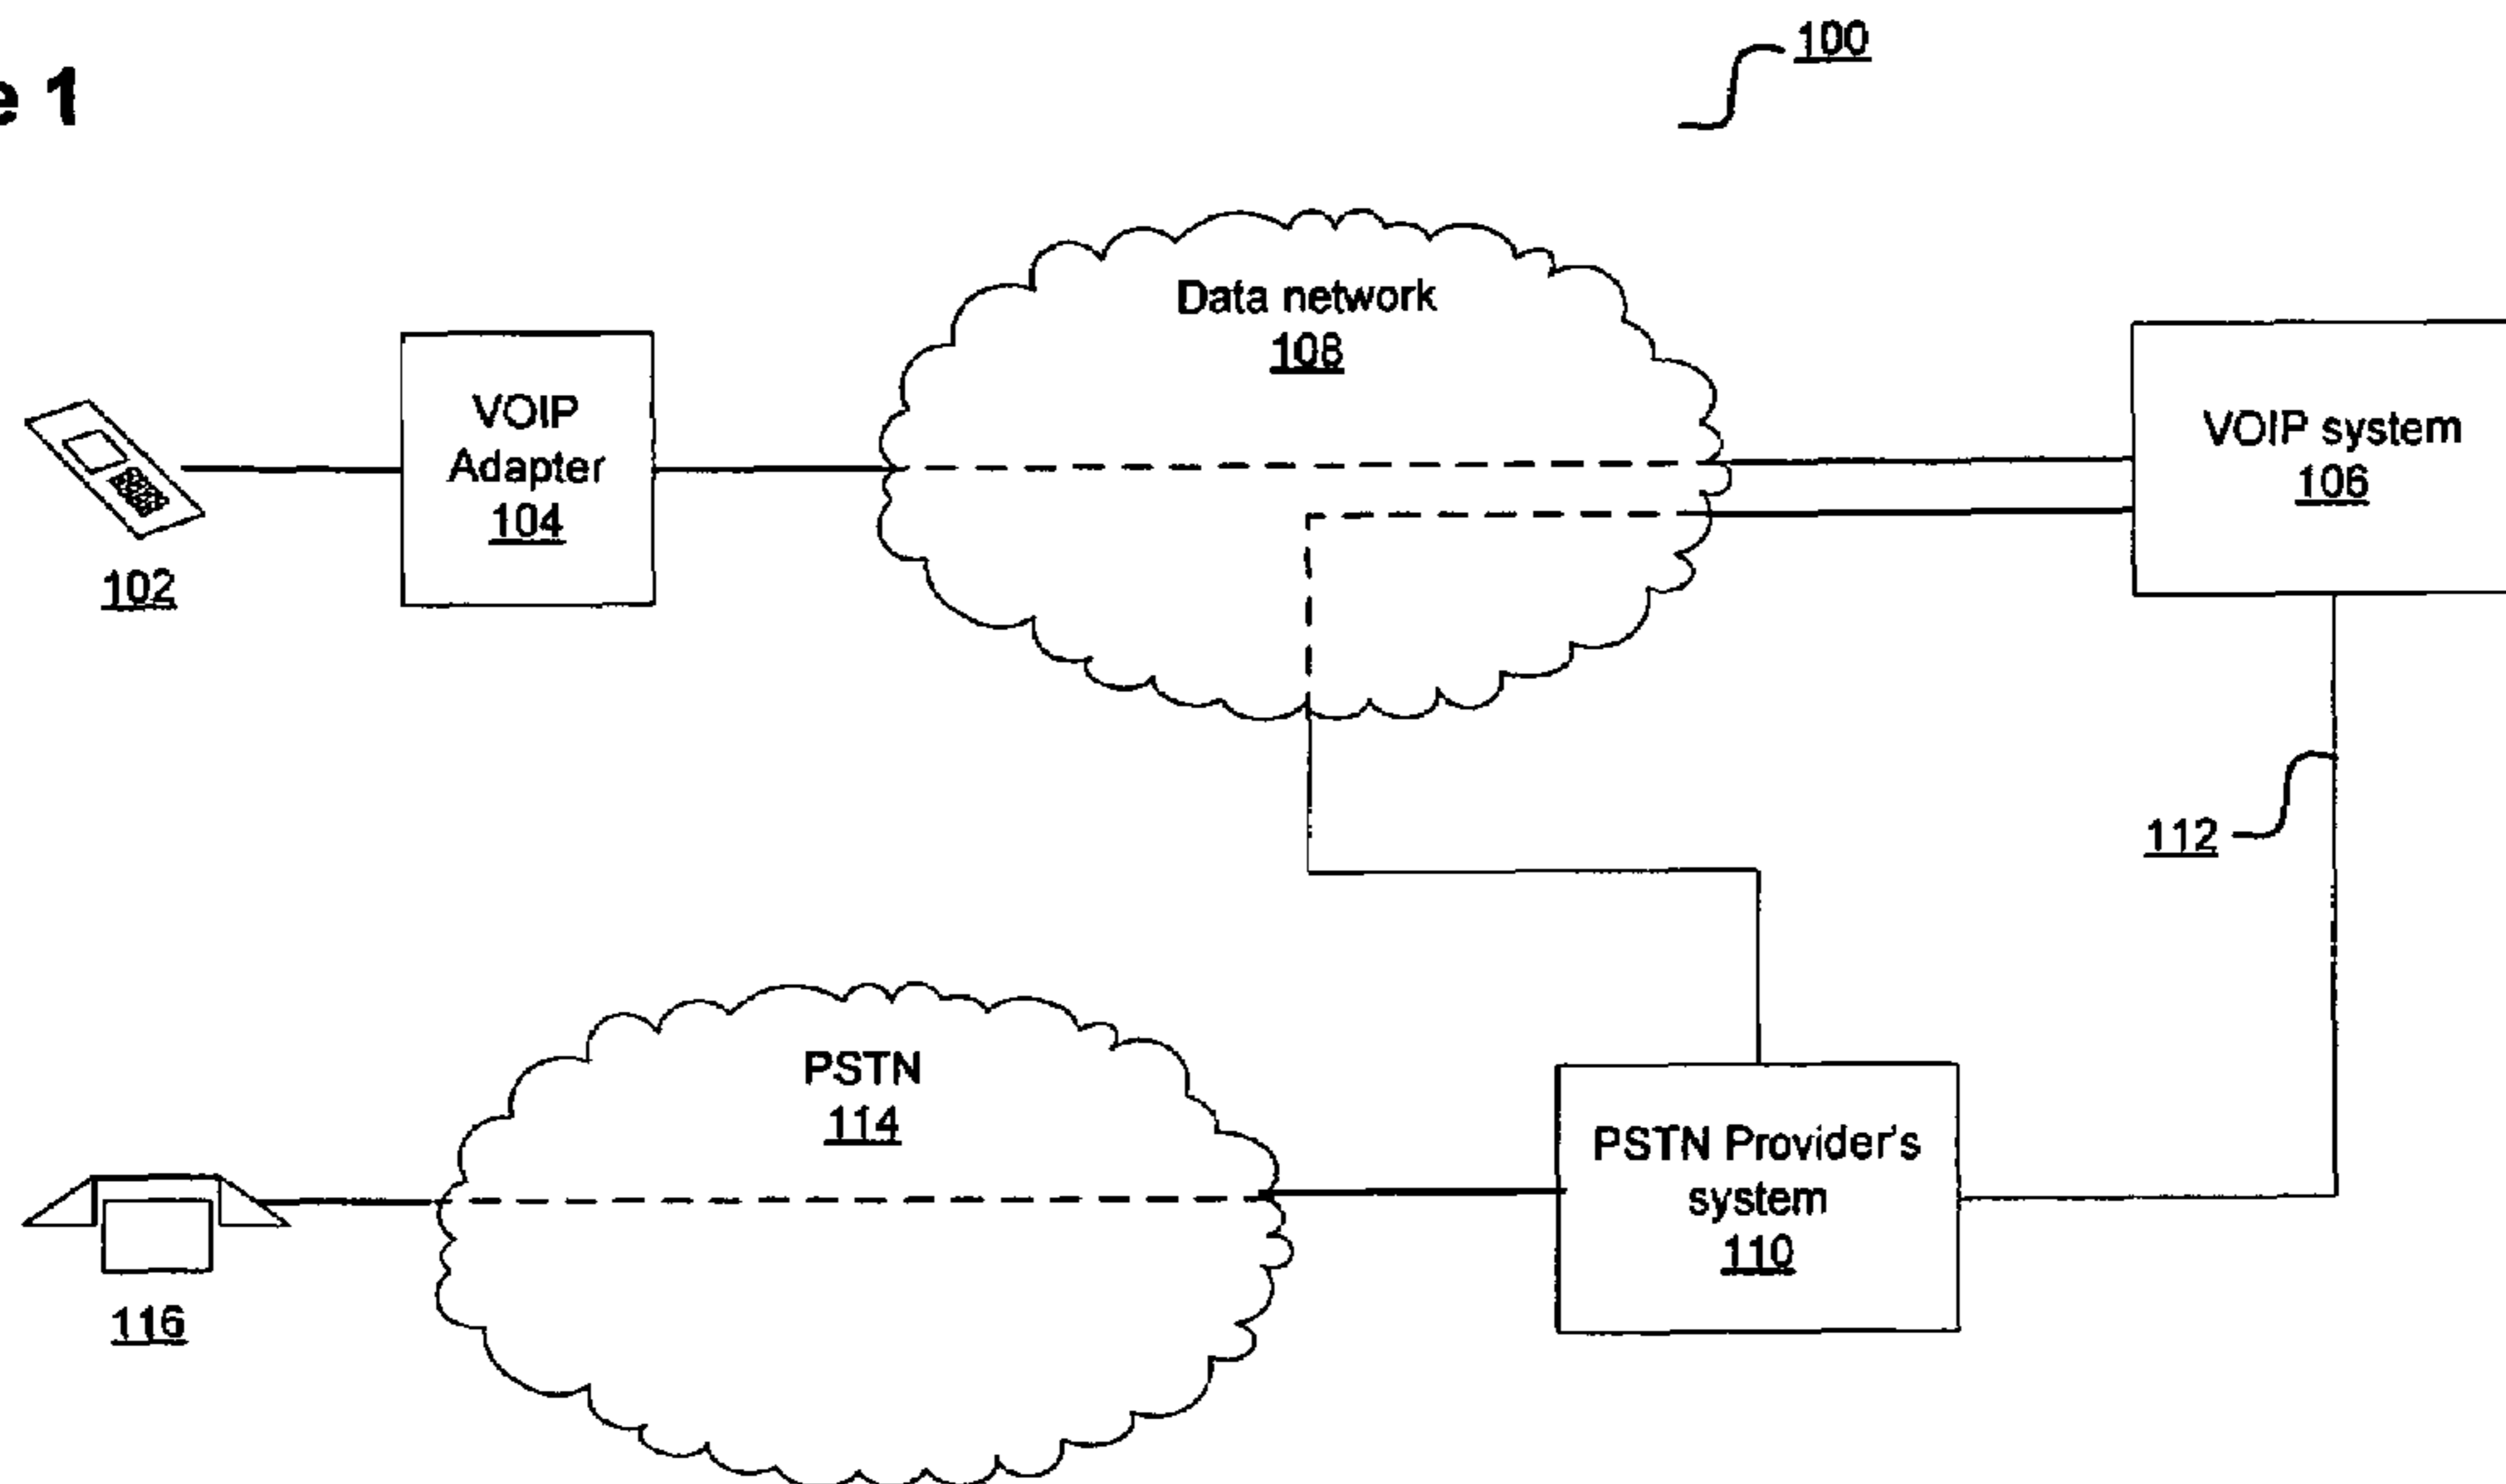 e 1
100
Data network
108
VOIP
Adapter
104
VOIP system
106
102
112
PSTN
114
PSTN Provider's
system
110
116